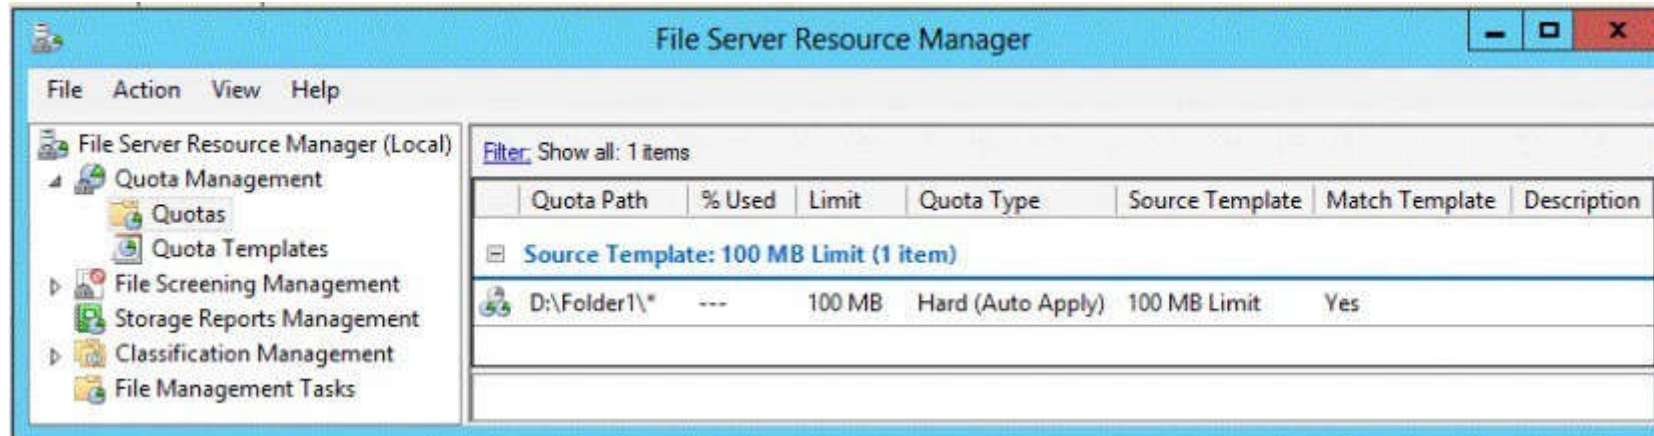 File Server Resource Manager
File Action View Help
File Server Resource Manager (Local)
Quota Management
Quotas
Quota Templates
File Screening Management
Storage Reports Management
Classification Management
File Management Tasks
Filter: Show all: 1 items
Quota Path % Used Limit Quota Type Source Template Match Template Description
Source Template: 100 MB Limit (1 item)
D:\Folder1\* --- 100 MB Hard (Auto Apply) 100 MB Limit Yes